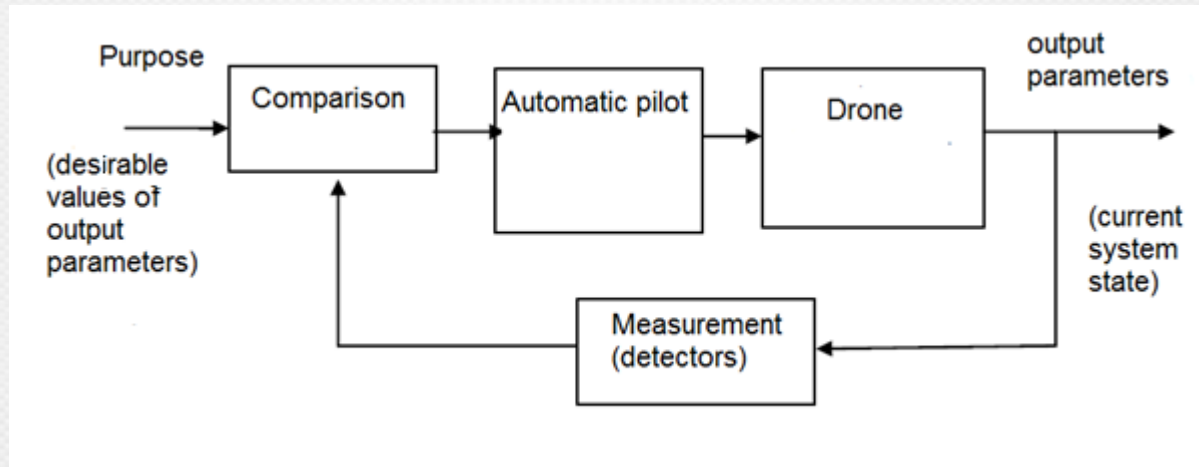 Purpose
(desirable
values of
output
parameters)
Comparison
Automatic pilot
Drone
output
parameters
(current
system
state)
Measurement
(detectors)